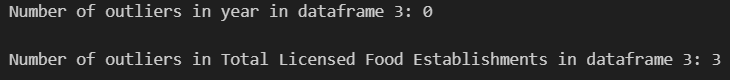 Number of outliers in year in dataframe 3: 0
Number of outliers in Total Licensed Food Establishments in dataframe 3: 3